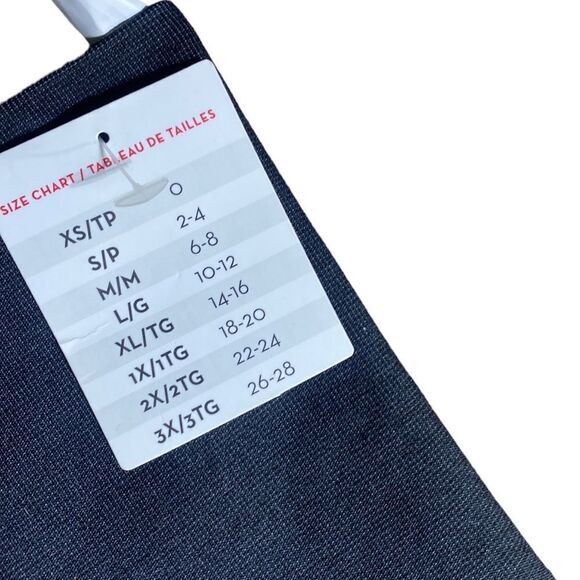 SIZE CHART / TABLEAU DE TAILLES
XS/TP 0
S/P 2-4
M/M 6-8
L/G 10-12
XL/TG 14-16
1X/1TG 18-20
2X/2TG 22-24
3X/3TG 26-28